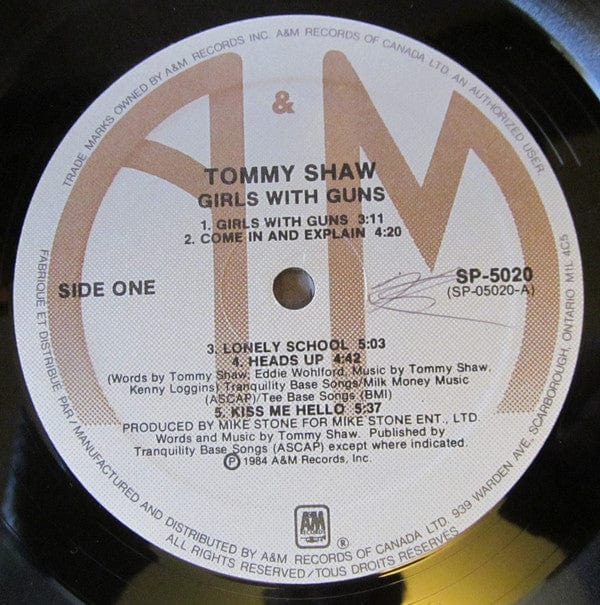 TRADE MARKS OWNED BY A&M RECORDS INC. A&M RECORDS OF CANADA LTD. AN AUTHORIZED USER.
A&M
TOMMY SHAW
GIRLS WITH GUNS
1. GIRLS WITH GUNS 3:11
2. COME IN AND EXPLAIN 4:20
SIDE ONE
SP-5020
(SP-05020-A)
3. LONELY SCHOOL 5:03
4. HEADS UP 4:42
(Words by Tommy Shaw, Eddie Wohlford, Music by Tommy Shaw,
Kenny Loggins) Tranquility Base Songs/Milk Money Music
(ASCAP)/Tee Base Songs (BMI)
5. KISS ME HELLO 5:37
PRODUCED BY MIKE STONE FOR MIKE STONE ENT., LTD.
Words and Music by Tommy Shaw. Published by
Tranquility Base Songs (ASCAP) except where indicated.
Ⓟ 1984 A&M Records, Inc.
A&M
RECORDS
®
FABRIQUÉ ET DISTRIBUÉ PAR/MANUFACTURED AND DISTRIBUTED BY A&M RECORDS OF CANADA LTD. 939 WARDEN AVE, SCARBOROUGH, ONTARIO M1L 4C5
ALL RIGHTS RESERVED/TOUS DROITS RESERVÉS